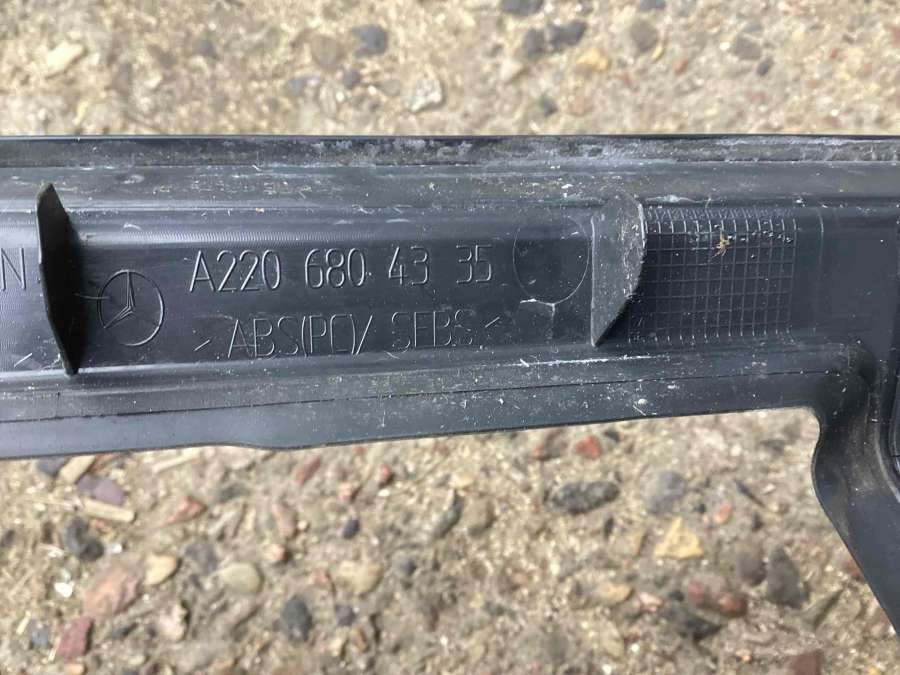 N A220 680 43 35
< ABS(PC)/ SEBS <